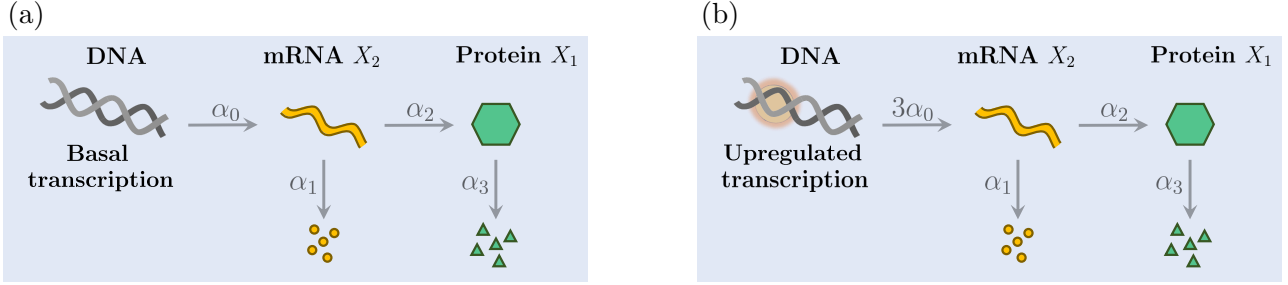 (a)
DNA
mRNA X₂
Protein X₁
α₀
α₂
Basal
transcription
α₁
α₃
(b)
DNA
mRNA X₂
Protein X₁
3α₀
α₂
Upregulated
transcription
α₁
α₃